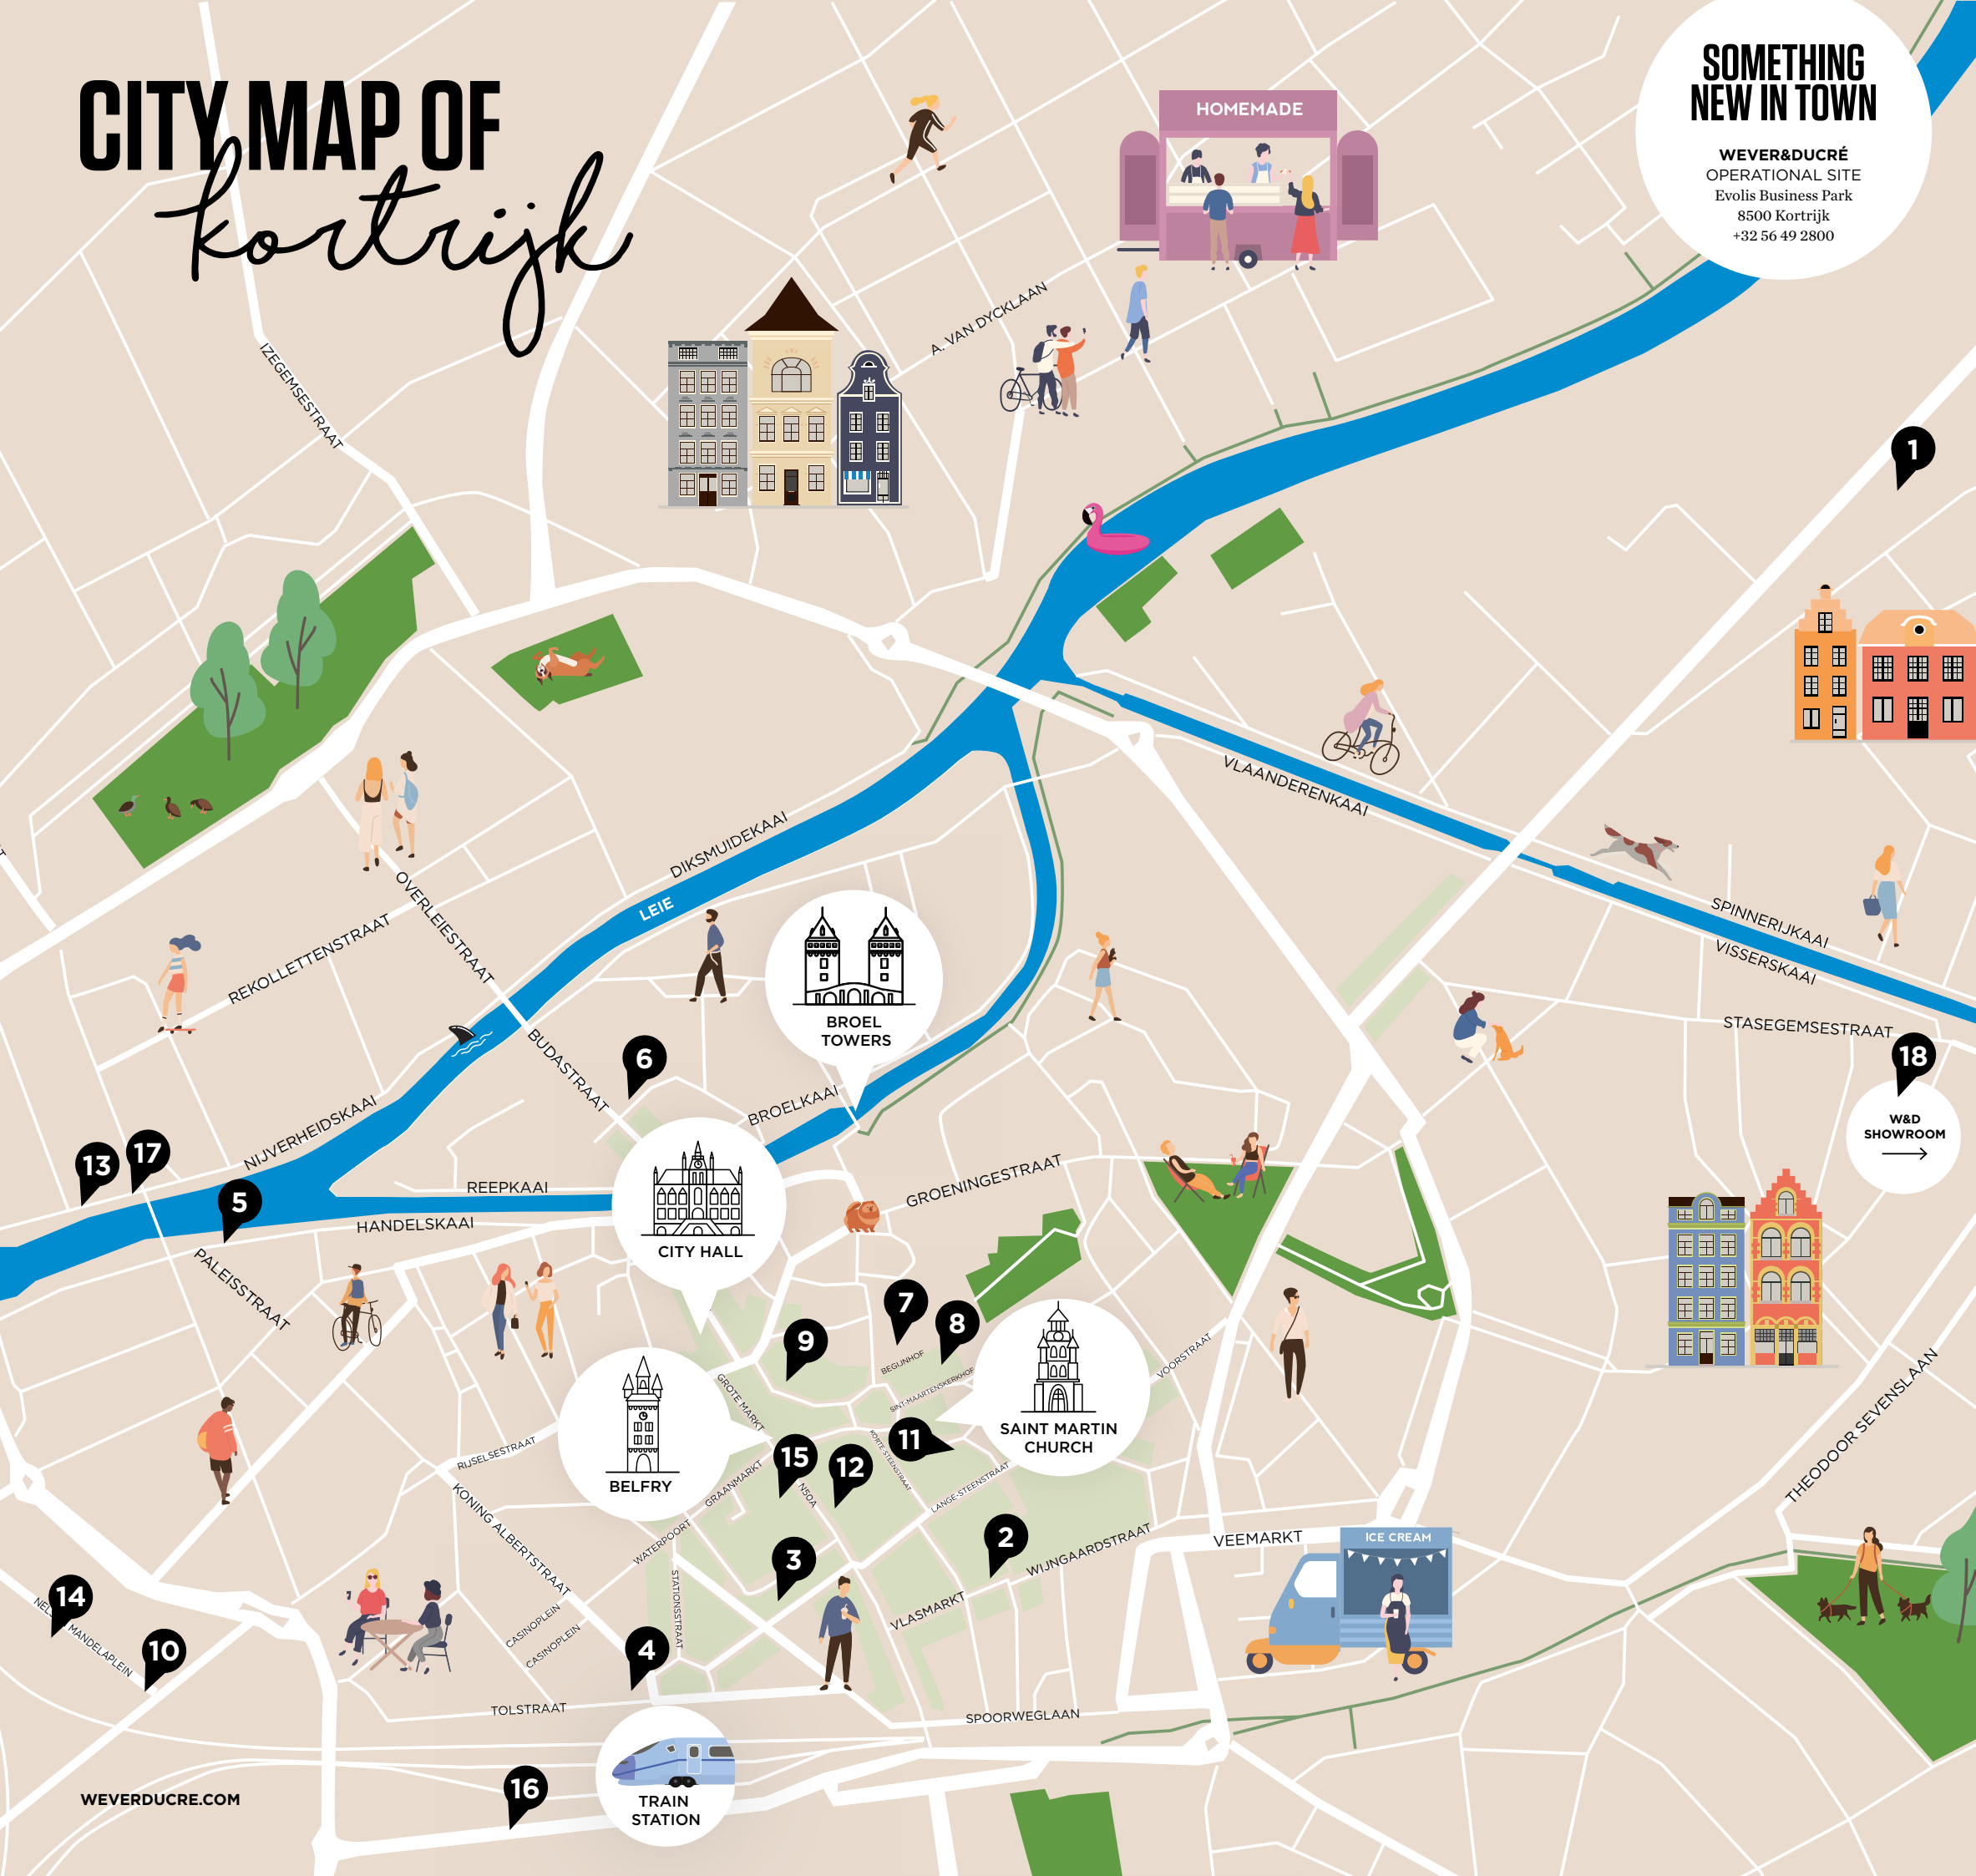 CITY MAP OF
kortrijk
SOMETHING
NEW IN TOWN
WEVER&DUCRÉ
OPERATIONAL SITE
Evolis Business Park
8500 Kortrijk
+32 56 49 2800
HOMEMADE
A. VAN DYCKLAAN
IZEGEMSESTRAAT
1
VLAANDERENKAAI
DIKSMUIDEKAAI
LEIE
OVERLEIESTRAAT
REKOLLETTENSTRAAT
SPINNERIJKAAI
VISSERSKAAI
STASEGEMSESTRAAT
18
W&D
SHOWROOM
BROEL
TOWERS
BUDASTRAAT
6
BROELKAAI
NIJVERHEIDSKAAI
13
17
5
REEPKAAI
HANDELSKAAI
CITY HALL
GROENINGESTRAAT
PALEISSTRAAT
7
8
9
BEGIJNHOF
SINT-MAARTENSKERKHOF
VOORSTRAAT
GROTE MARKT
SAINT MARTIN
CHURCH
11
BELFRY
15
12
KORTE STEENSTRAAT
LANGE-STEENSTRAAT
GRAANMARKT
N50A
RIJSELSESTRAAT
KONING ALBERTSTRAAT
WATERPOORT
THEODOOR SEVENSLAAN
2
WIJNGAARDSTRAAT
VEEMARKT
ICE CREAM
3
STATIONSSTRAAT
VLASMARKT
14
MANDELAPLEIN
10
CASINOPLEIN
CASINOPLEIN
4
TOLSTRAAT
SPOORWEGLAAN
16
TRAIN
STATION
WEVERDUCRE.COM